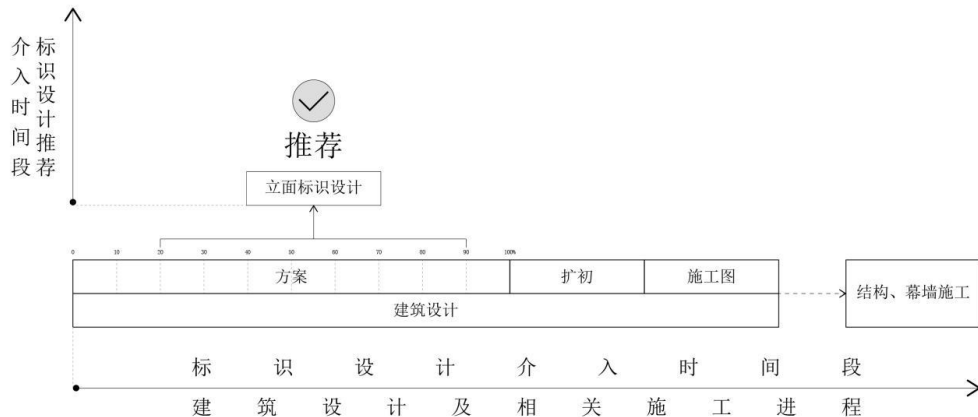 标识设计推荐
介入时间段
推荐
立面标识设计
0 10 20 30 40 50 60 70 80 90 100%
方案 扩初 施工图
建筑设计
结构、幕墙施工
标识设计介入时间段
建筑设计及相关施工进程